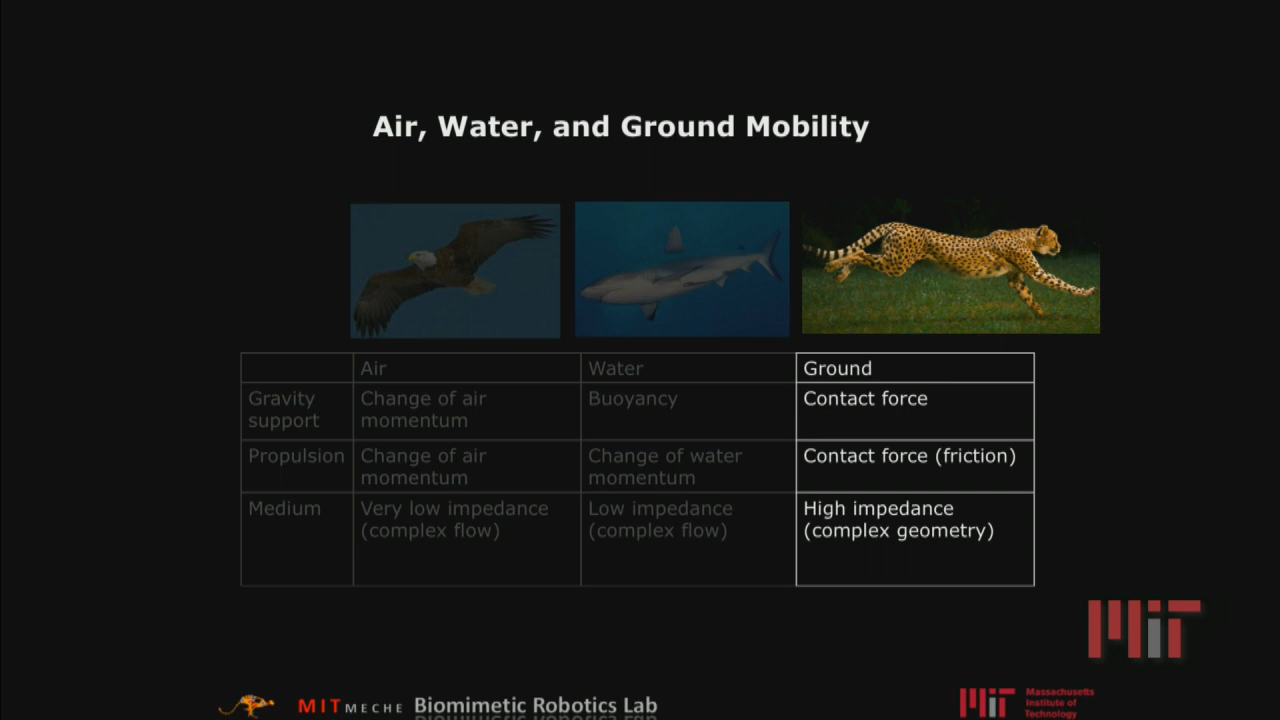 Air, Water, and Ground Mobility
Air
Water
Ground
Gravity
support
Change of air
momentum
Buoyancy
Contact force
Propulsion
Change of air
momentum
Change of water
momentum
Contact force (friction)
Medium
Very low impedance
(complex flow)
Low impedance
(complex flow)
High impedance
(complex geometry)
MIT
MIT MECHE Biomimetic Robotics Lab
MIT
Massachusetts
Institute of
Technology